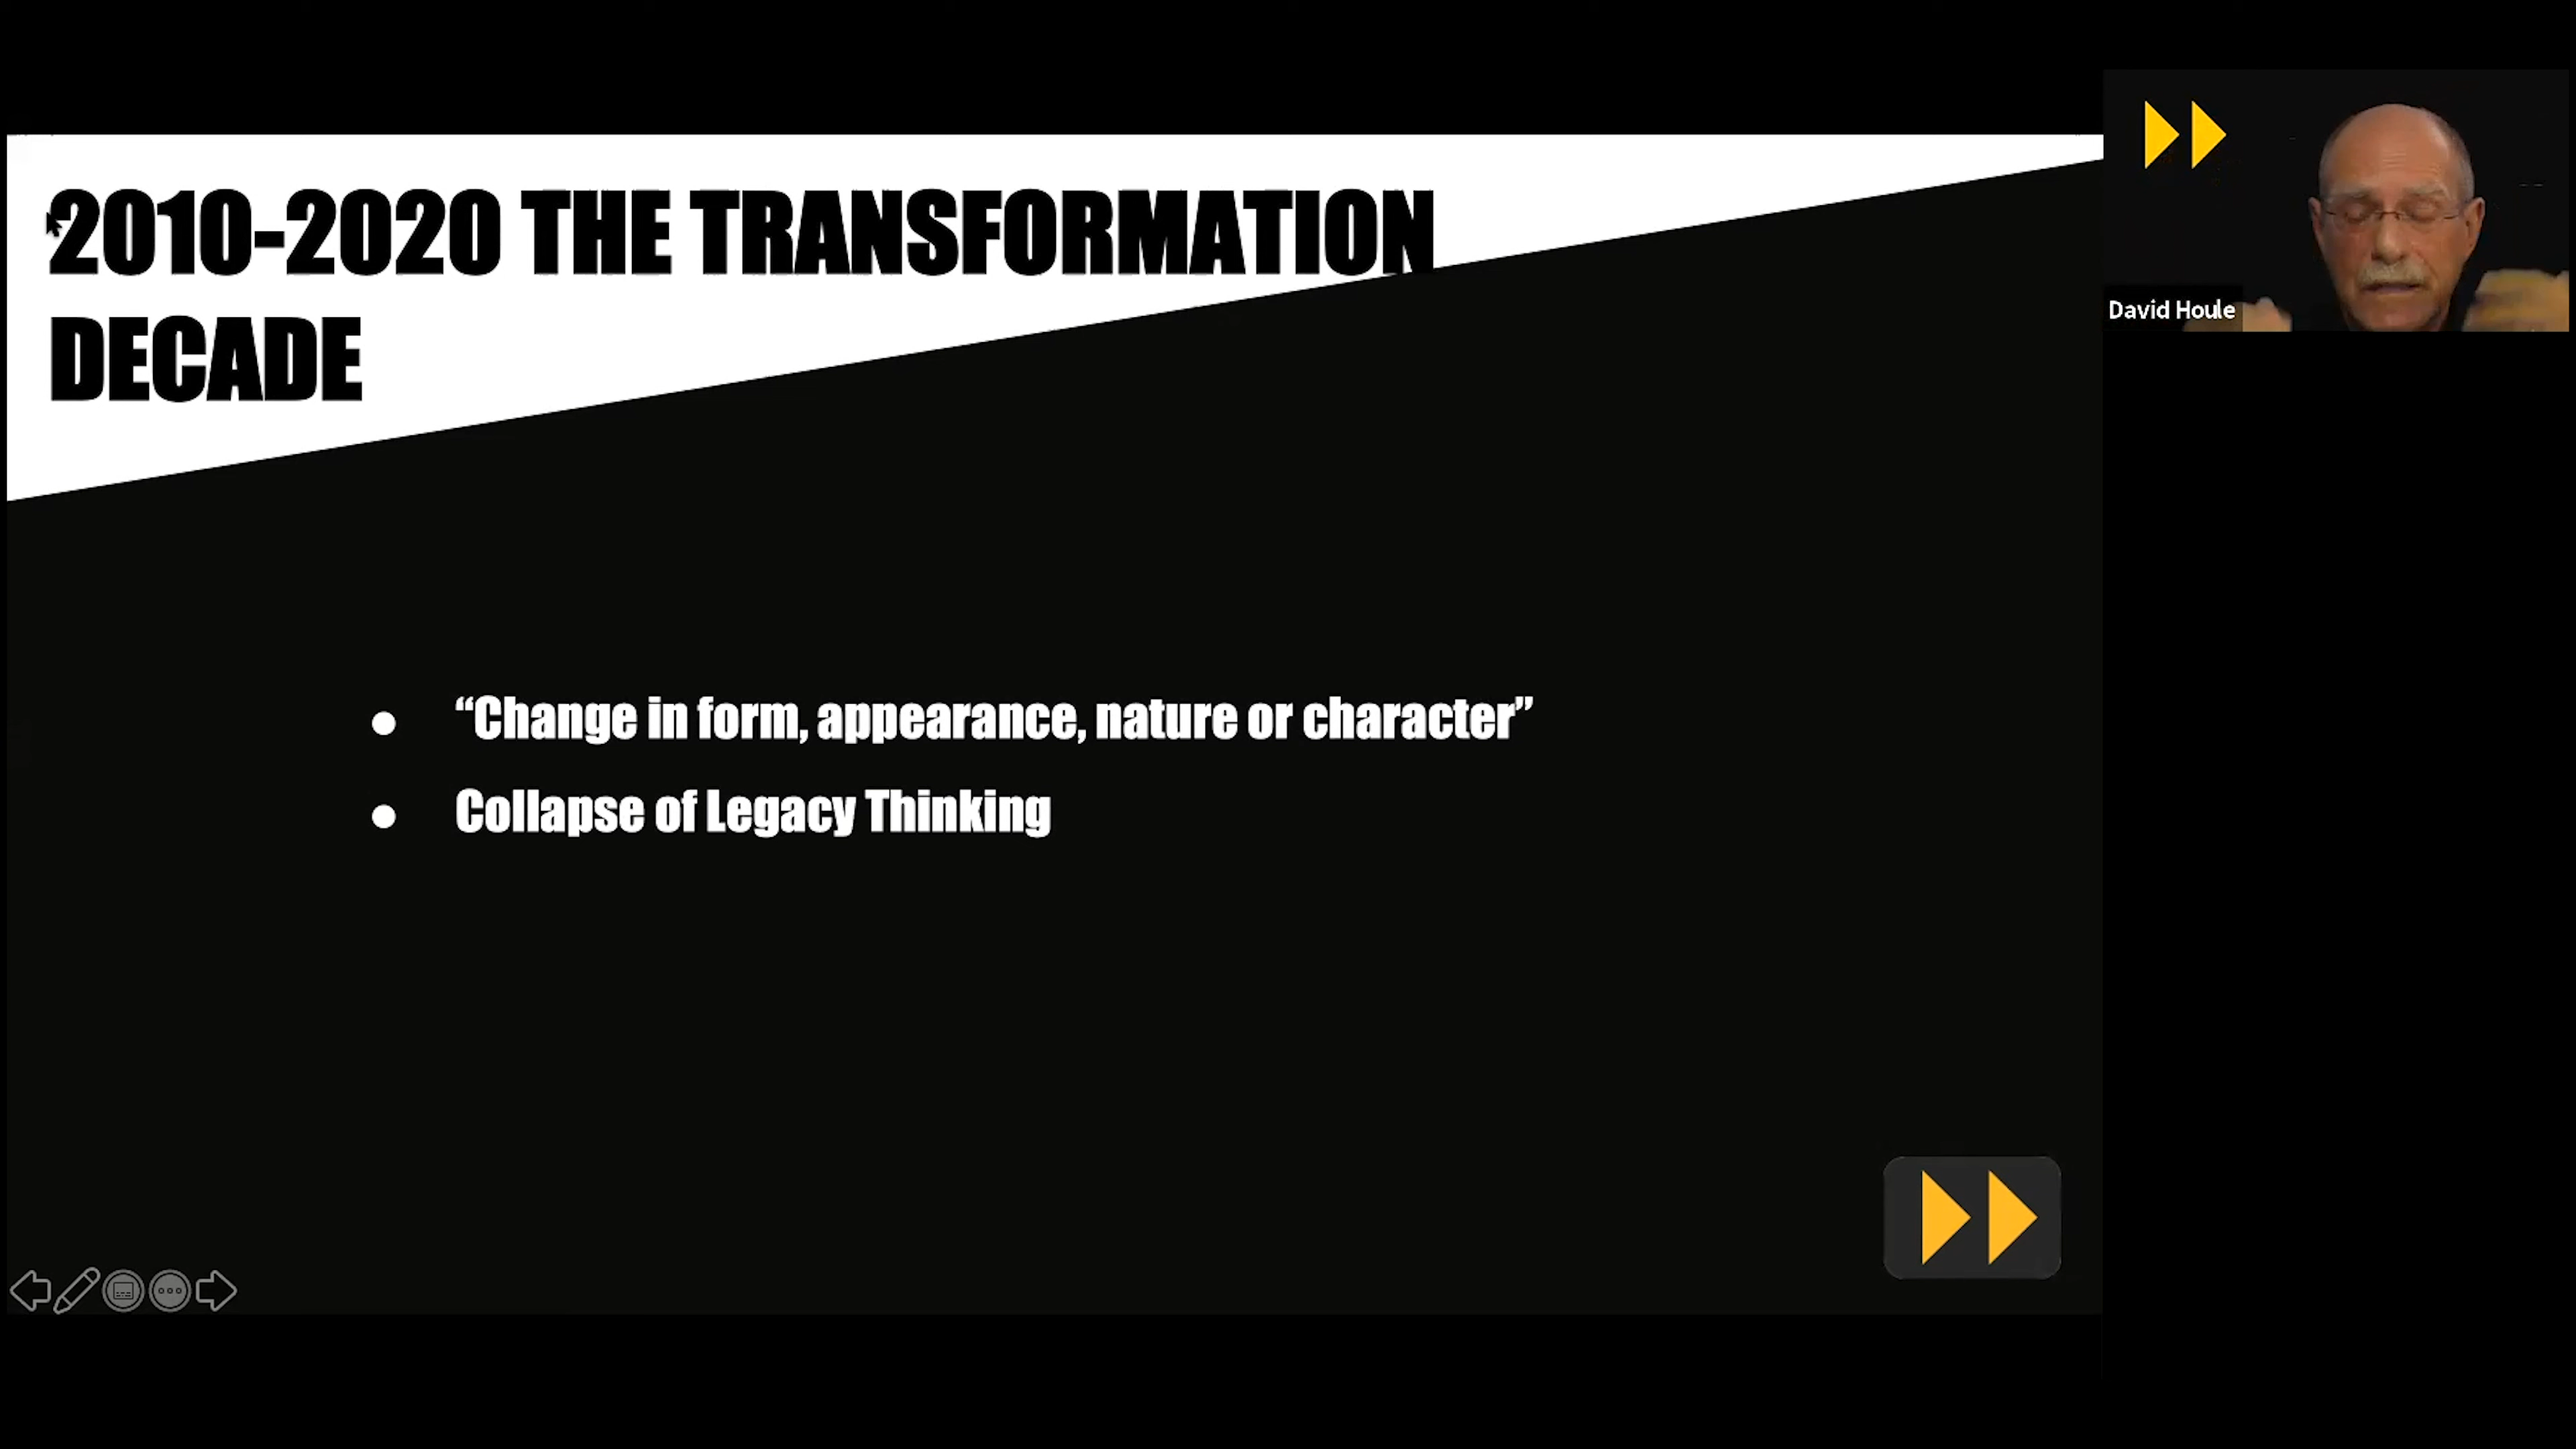 2010-2020 THE TRANSFORMATION
DECADE
“Change in form, appearance, nature or character”
Collapse of Legacy Thinking
David Houle